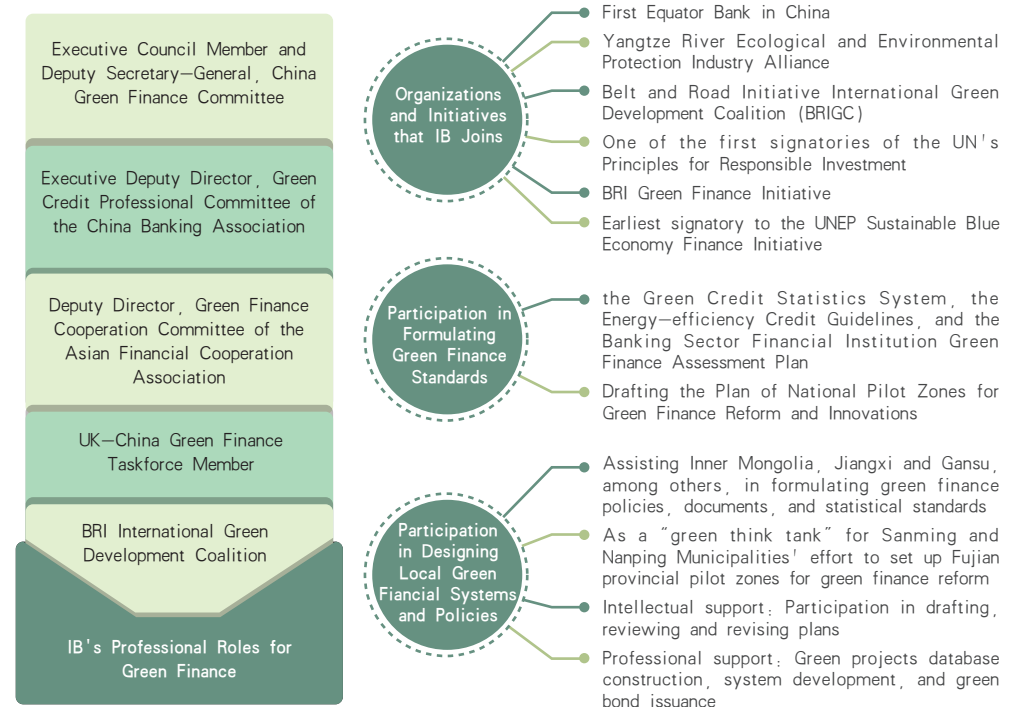 Executive Council Member and
Deputy Secretary-General, China
Green Finance Committee
Executive Deputy Director, Green
Credit Professional Committee of
the China Banking Association
Deputy Director, Green Finance
Cooperation Committee of the
Asian Financial Cooperation
Association
UK-China Green Finance
Taskforce Member
BRI International Green
Development Coalition
IB's Professional Roles for
Green Finance
Organizations
and Initiatives
that IB Joins
First Equator Bank in China
Yangtze River Ecological and Environmental
Protection Industry Alliance
Belt and Road Initiative International Green
Development Coalition (BRIGC)
One of the first signatories of the UN's
Principles for Responsible Investment
BRI Green Finance Initiative
Earliest signatory to the UNEP Sustainable Blue
Economy Finance Initiative
Participation in
Formulating
Green Finance
Standards
the Green Credit Statistics System, the
Energy-efficiency Credit Guidelines, and the
Banking Sector Financial Institution Green
Finance Assessment Plan
Drafting the Plan of National Pilot Zones for
Green Finance Reform and Innovations
Participation
in Designing
Local Green
Fiancial Systems
and Policies
Assisting Inner Mongolia, Jiangxi and Gansu,
among others, in formulating green finance
policies, documents, and statistical standards
As a "green think tank" for Sanming and
Nanping Municipalities' effort to set up Fujian
provincial pilot zones for green finance reform
Intellectual support: Participation in drafting,
reviewing and revising plans
Professional support: Green projects database
construction, system development, and green
bond issuance